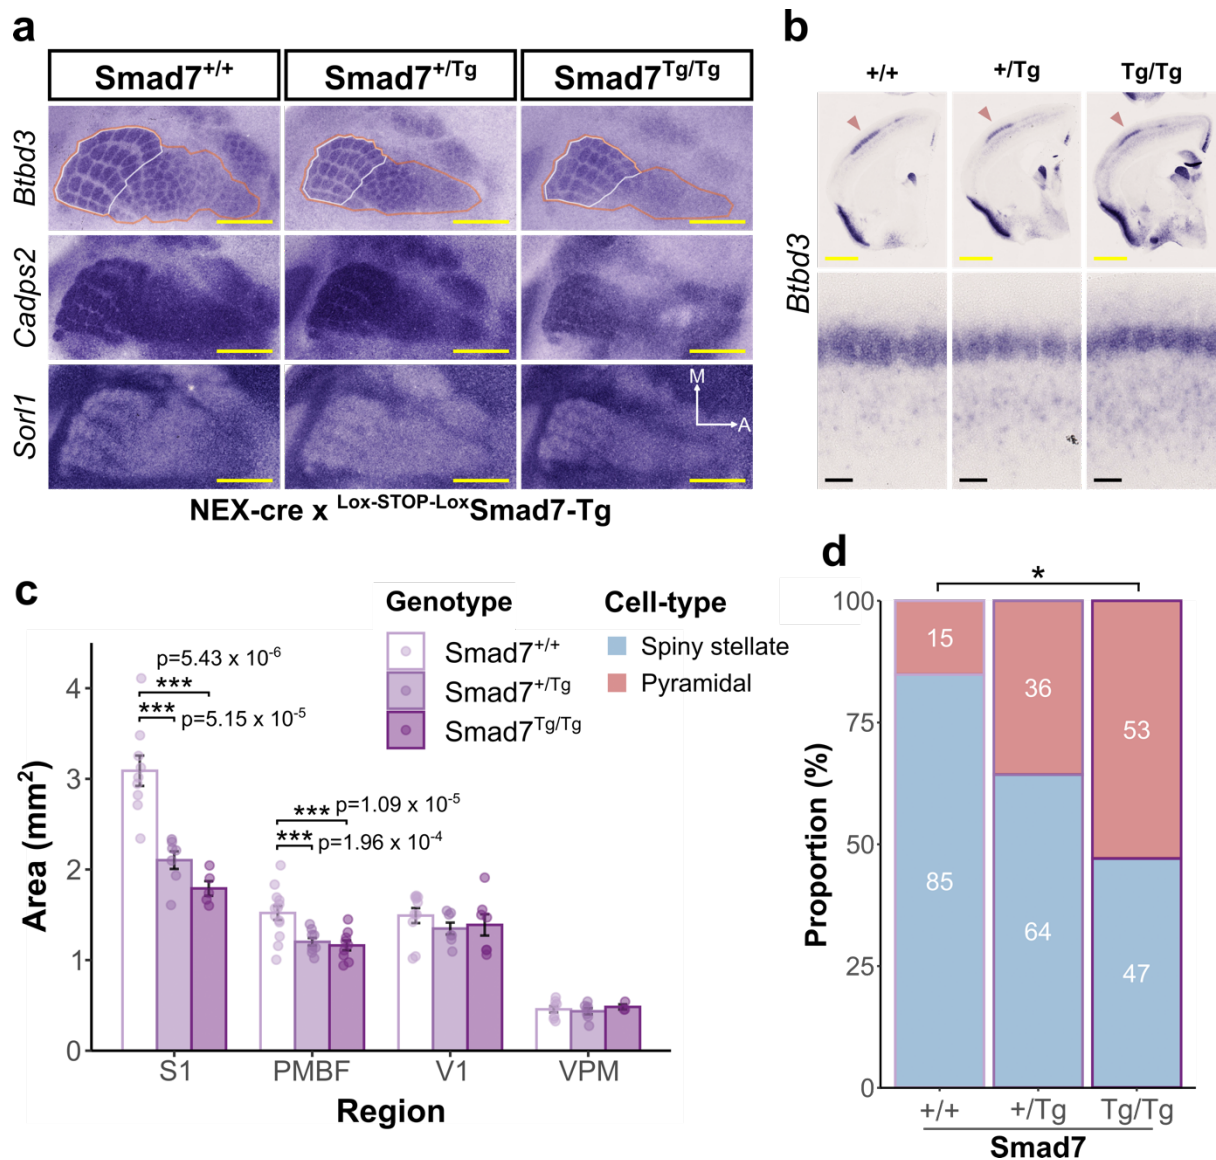 a
Smad7+/+ Smad7+/Tg Smad7Tg/Tg
Btbd3
Cadps2
Sorl1
M
A
NEX-cre x Lox-STOP-LoxSmad7-Tg
b
+/+ +/Tg Tg/Tg
Btbd3
c
Genotype
Smad7+/+
Smad7+/Tg
Smad7Tg/Tg
Cell-type
Spiny stellate
Pyramidal
Area (mm2)
4
3
2
1
0
p=5.43 x 10-6
***
*** p=5.15 x 10-5
*** p=1.09 x 10-5
*** p=1.96 x 10-4
S1 PMBF V1 VPM
Region
d
*
Proportion (%)
100
75
50
25
0
15 36 53
85 64 47
+/+ +/Tg Tg/Tg
Smad7